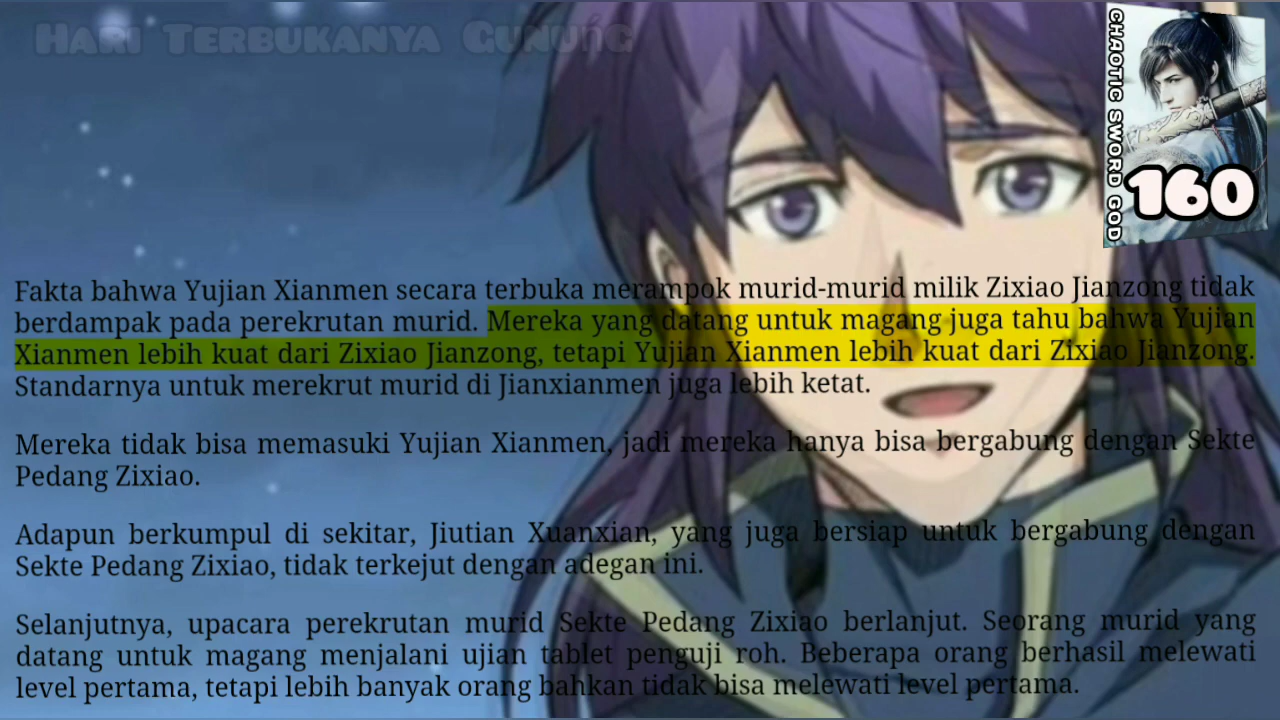 Hari Terbukanya Gunung
CHAOTIC SWORD GOD
160
Fakta bahwa Yujian Xianmen secara terbuka merampok murid-murid milik Zixiao Jianzong tidak
berdampak pada perekrutan murid. Mereka yang datang untuk magang juga tahu bahwa Yujian
Xianmen lebih kuat dari Zixiao Jianzong, tetapi Yujian Xianmen lebih kuat dari Zixiao Jianzong.
Standarnya untuk merekrut murid di Jianxianmen juga lebih ketat.
Mereka tidak bisa memasuki Yujian Xianmen, jadi mereka hanya bisa bergabung dengan Sekte
Pedang Zixiao.
Adapun berkumpul di sekitar, Jiutian Xuanxian, yang juga bersiap untuk bergabung dengan
Sekte Pedang Zixiao, tidak terkejut dengan adegan ini.
Selanjutnya, upacara perekrutan murid Sekte Pedang Zixiao berlanjut. Seorang murid yang
datang untuk magang menjalani ujian tablet penguji roh. Beberapa orang berhasil melewati
level pertama, tetapi lebih banyak orang bahkan tidak bisa melewati level pertama.